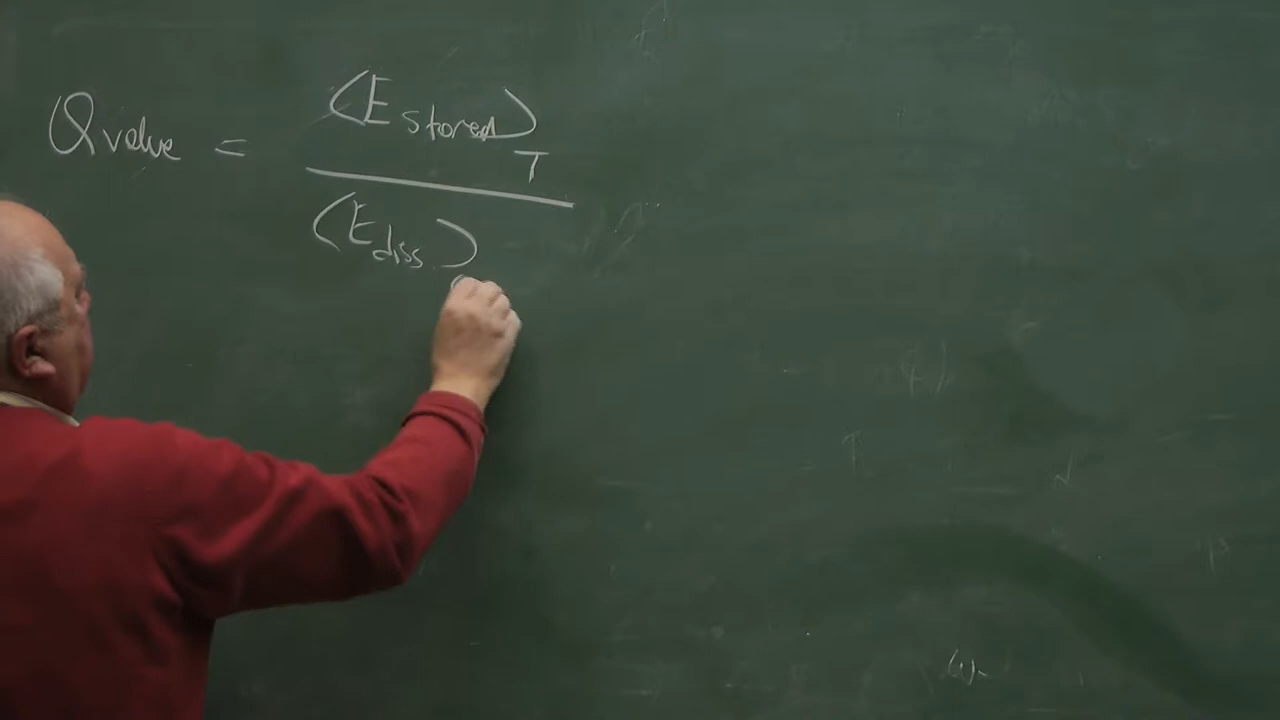 Q value = (E stored)T
(E diss)